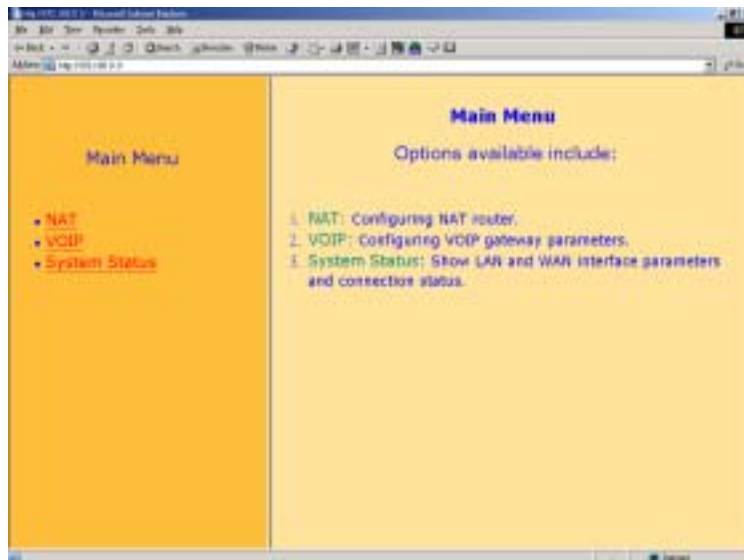 Main Menu
NAT
VOIP
System Status
Main Menu
Options available include:
1. NAT: Configuring NAT router.
2. VOIP: Configuring VOIP gateway parameters.
3. System Status: Show LAN and WAN interface parameters
and connection status.